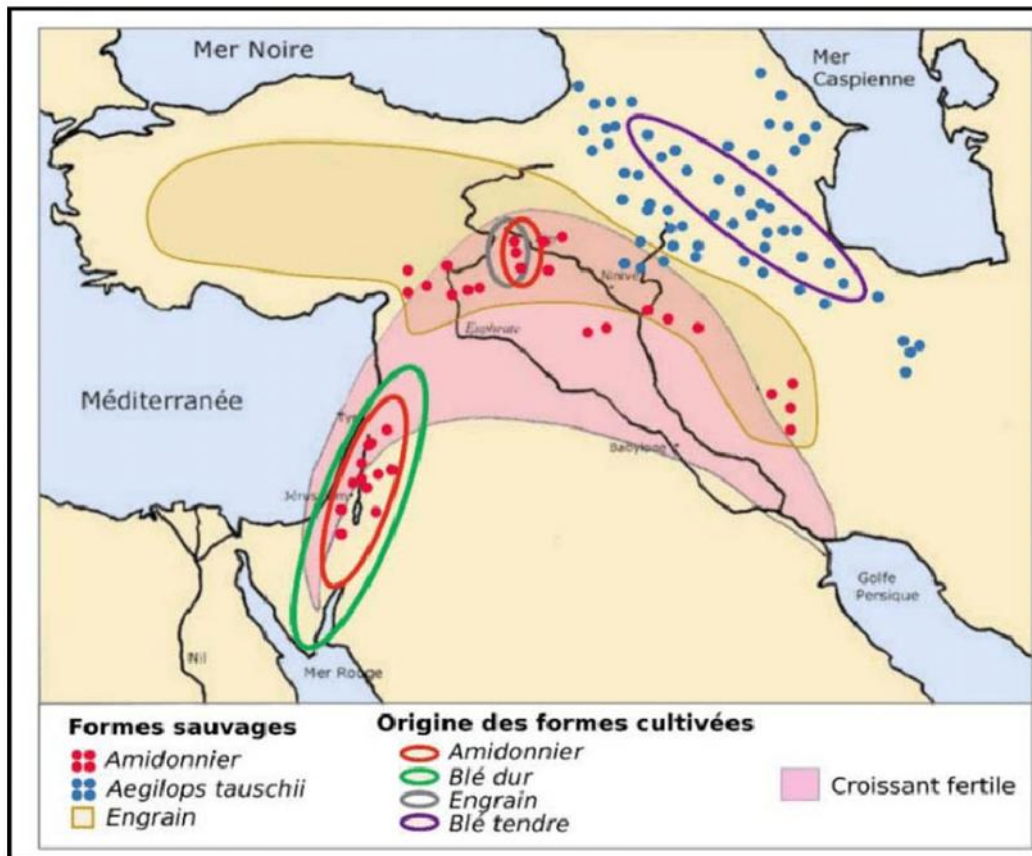 Mer Noire
Mer
Caspienne
Ninive
Euphrate
Méditerranée
Babylone
Golfe
Persique
Nil
Mer Rouge
Formes sauvages
Amidonnier
Aegilops tauschii
Engrain
Origine des formes cultivées
Amidonnier
Blé dur
Engrain
Blé tendre
Croissant fertile